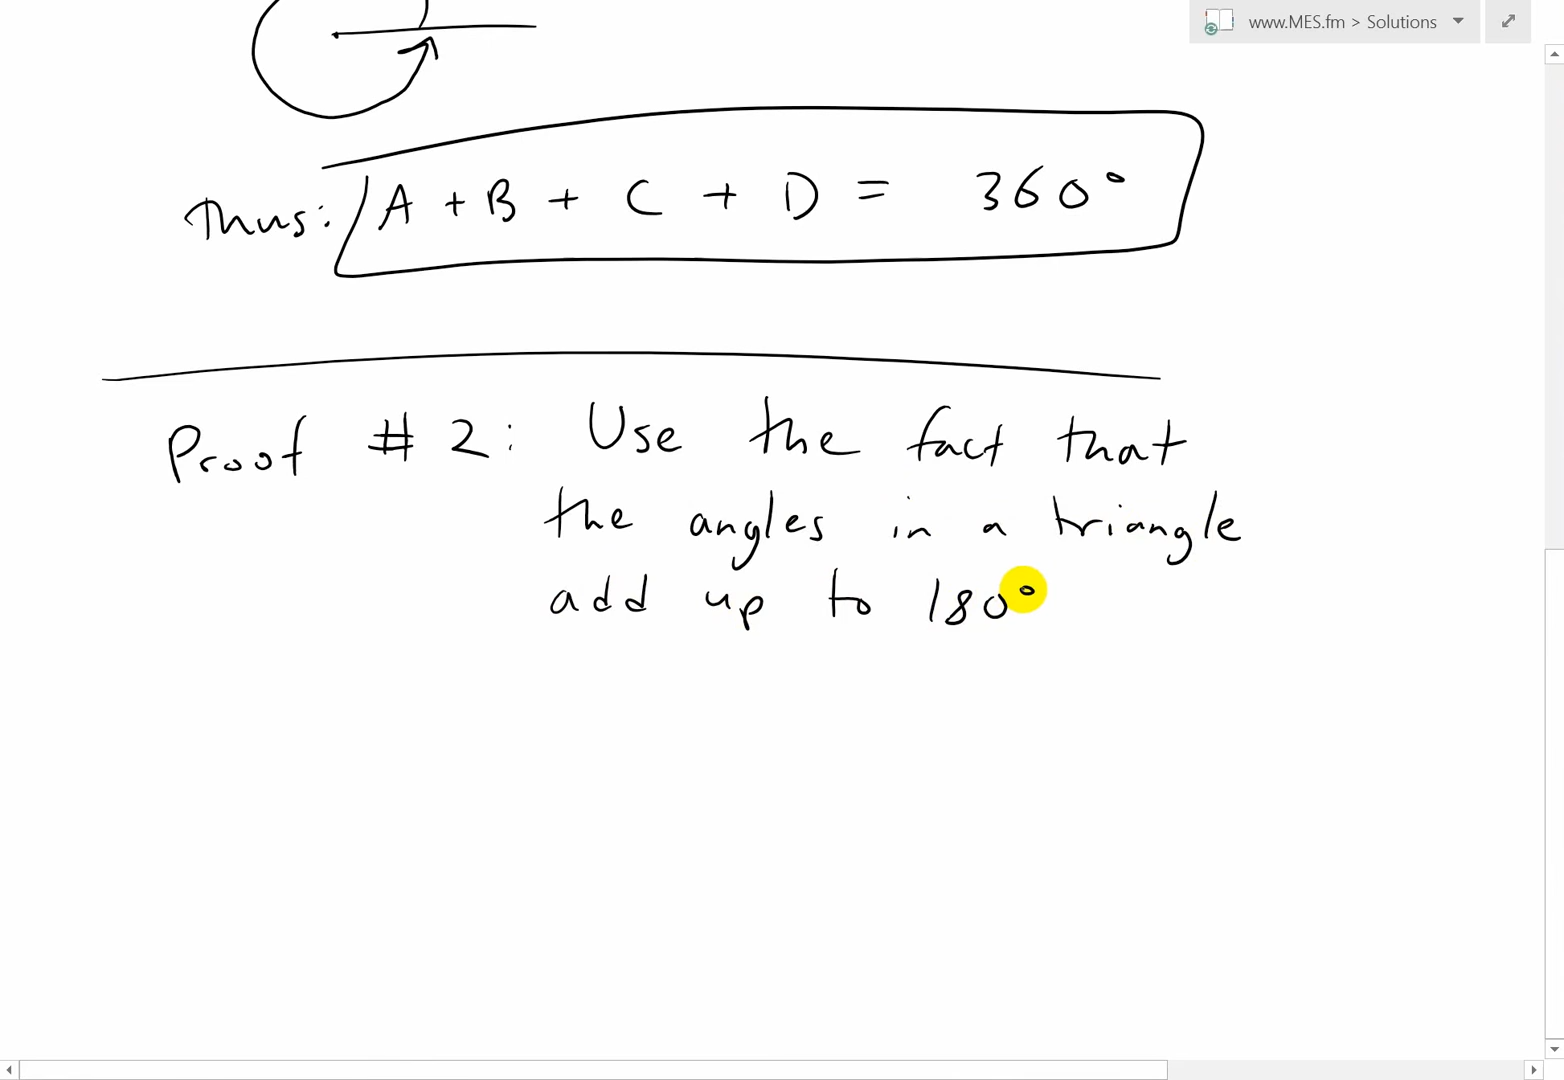 www.MES.fm > Solutions
Thus: A + B + C + D = 360°
Proof # 2: Use the fact that
the angles in a triangle
add up to 180°